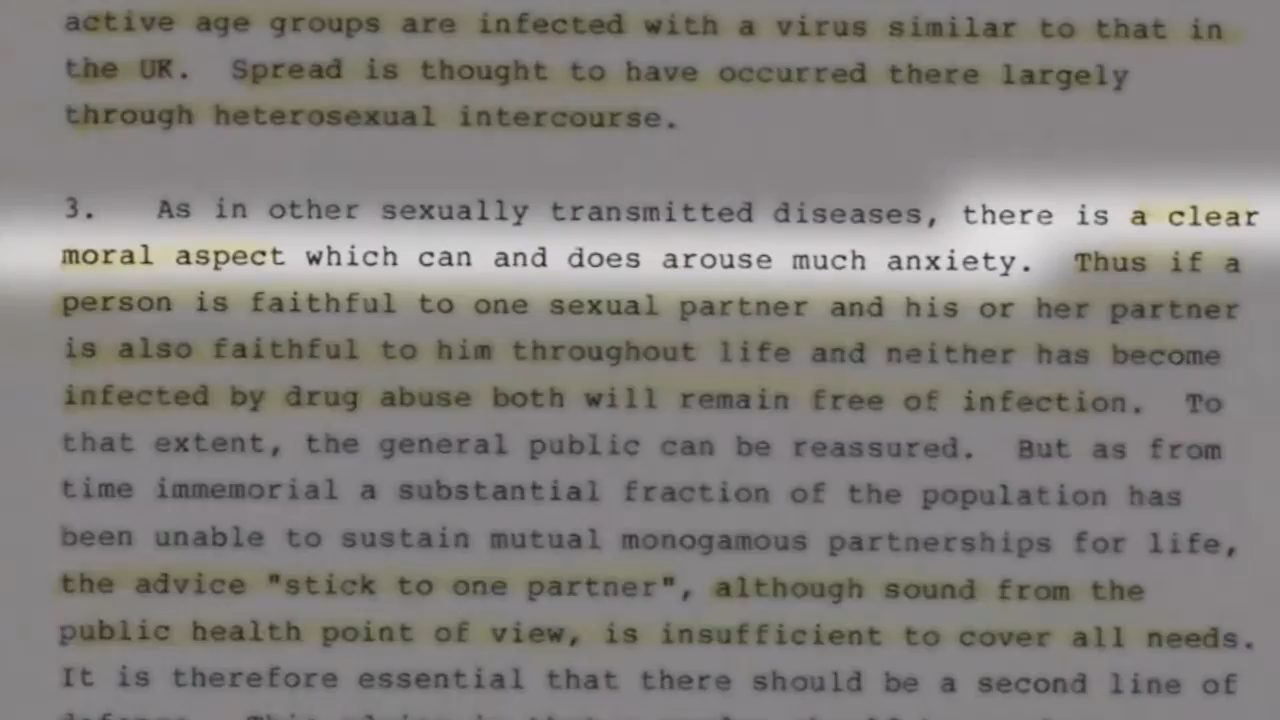 active age groups are infected with a virus similar to that in
the UK. Spread is thought to have occurred there largely
through heterosexual intercourse.
3. As in other sexually transmitted diseases, there is a clear
moral aspect which can and does arouse much anxiety. Thus if a
person is faithful to one sexual partner and his or her partner
is also faithful to him throughout life and neither has become
infected by drug abuse both will remain free of infection. To
that extent, the general public can be reassured. But as from
time immemorial a substantial fraction of the population has
been unable to sustain mutual monogamous partnerships for life,
the advice "stick to one partner", although sound from the
public health point of view, is insufficient to cover all needs.
It is therefore essential that there should be a second line of